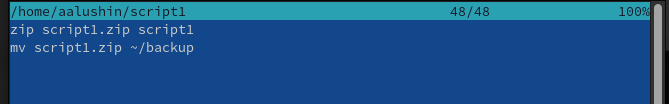 /home/aalushin/script1 48/48 100%
zip script1.zip script1
mv script1.zip ~/backup